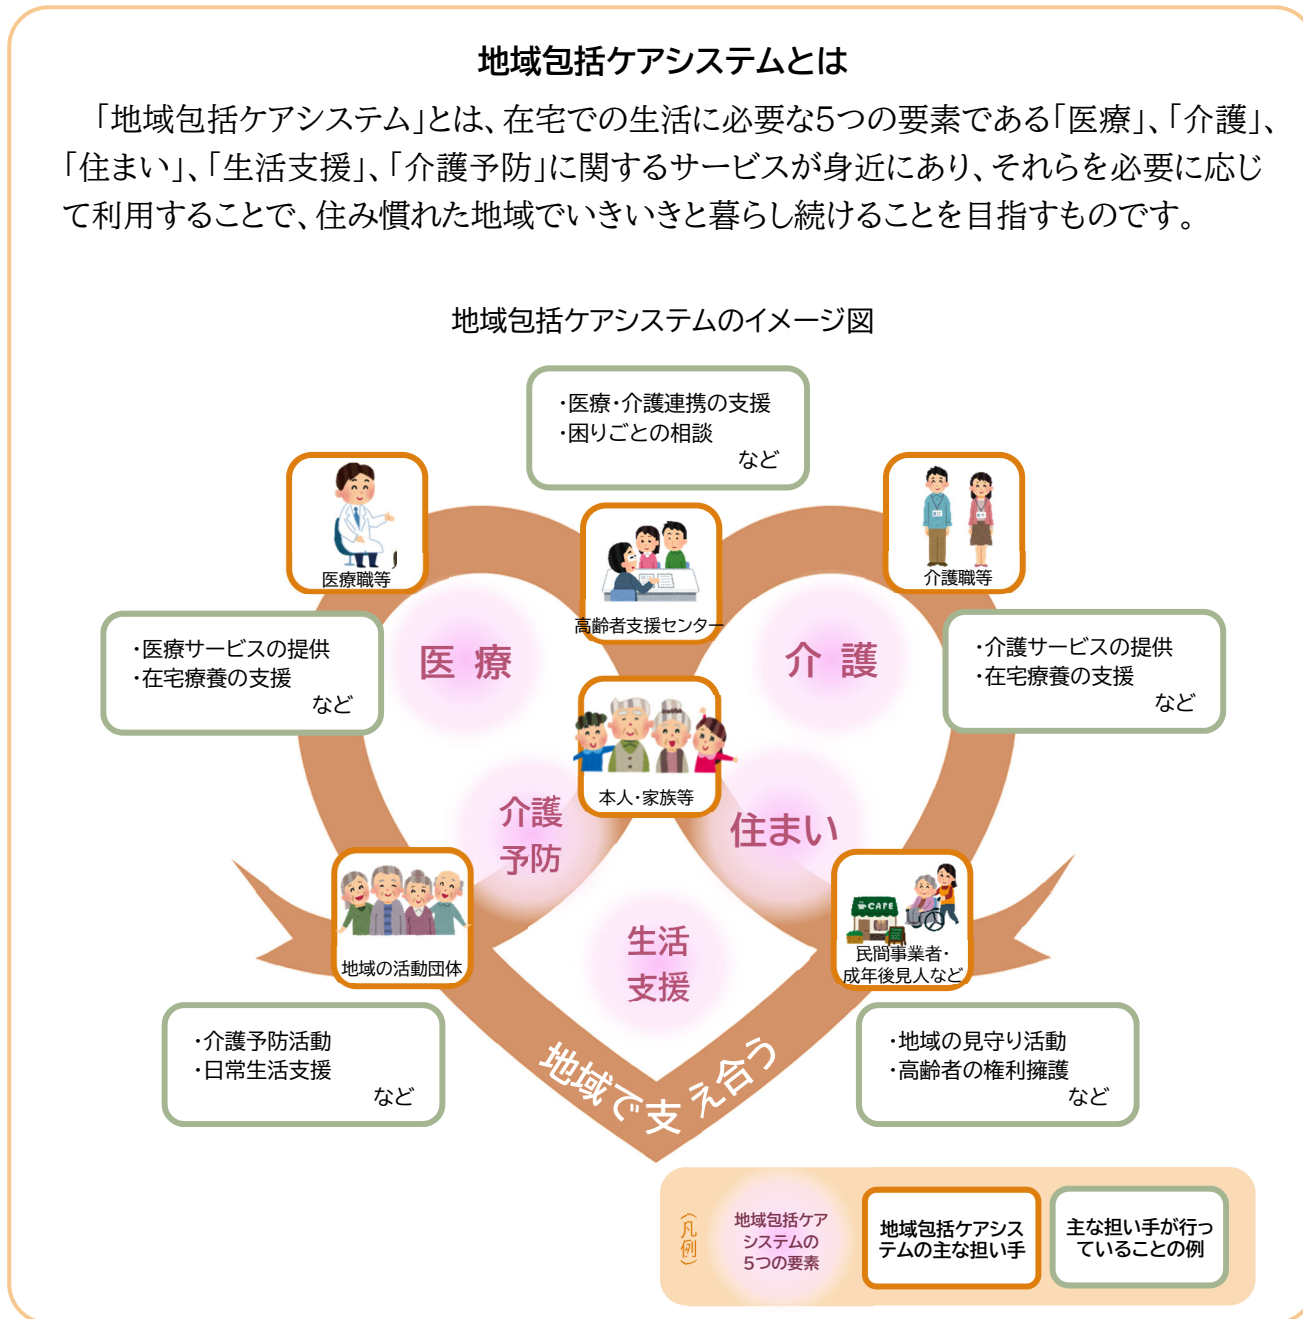 地域包括ケアシステムとは
「地域包括ケアシステム」とは、在宅での生活に必要な5つの要素である「医療」、「介護」、
「住まい」、「生活支援」、「介護予防」に関するサービスが身近にあり、それらを必要に応じ
て利用することで、住み慣れた地域でいきいきと暮らし続けることを目指すものです。
地域包括ケアシステムのイメージ図
・医療・介護連携の支援
・困りごとの相談
など
医療職等
高齢者支援センター
介護職等
・医療サービスの提供
・在宅療養の支援
など
医療
介護
・介護サービスの提供
・在宅療養の支援
など
本人・家族等
介護
予防
住まい
生活
支援
地域の活動団体
CAFE
民間事業者・
成年後見人など
・介護予防活動
・日常生活支援
など
地域で支え合う
・地域の見守り活動
・高齢者の権利擁護
など
〈凡例〉
地域包括ケア
システムの
5つの要素
地域包括ケアシス
テムの主な担い手
主な担い手が行っ
ていることの例